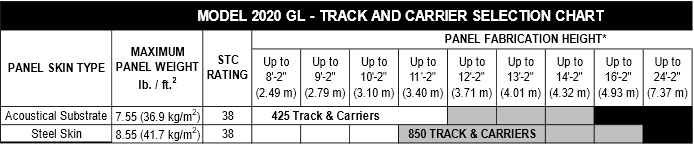 MODEL 2020 GL - TRACK AND CARRIER SELECTION CHART
PANEL SKIN TYPE
MAXIMUM
PANEL WEIGHT
lb. / ft.²
STC
RATING
PANEL FABRICATION HEIGHT*
Up to
8'-2"
(2.49 m)
Up to
9'-2"
(2.79 m)
Up to
10'-2"
(3.10 m)
Up to
11'-2"
(3.40 m)
Up to
12'-2"
(3.71 m)
Up to
13'-2"
(4.01 m)
Up to
14'-2"
(4.32 m)
Up to
16'-2"
(4.93 m)
Up to
24'-2"
(7.37 m)
Acoustical Substrate 7.55 (36.9 kg/m²) 38 425 Track & Carriers
Steel Skin 8.55 (41.7 kg/m²) 38 850 TRACK & CARRIERS